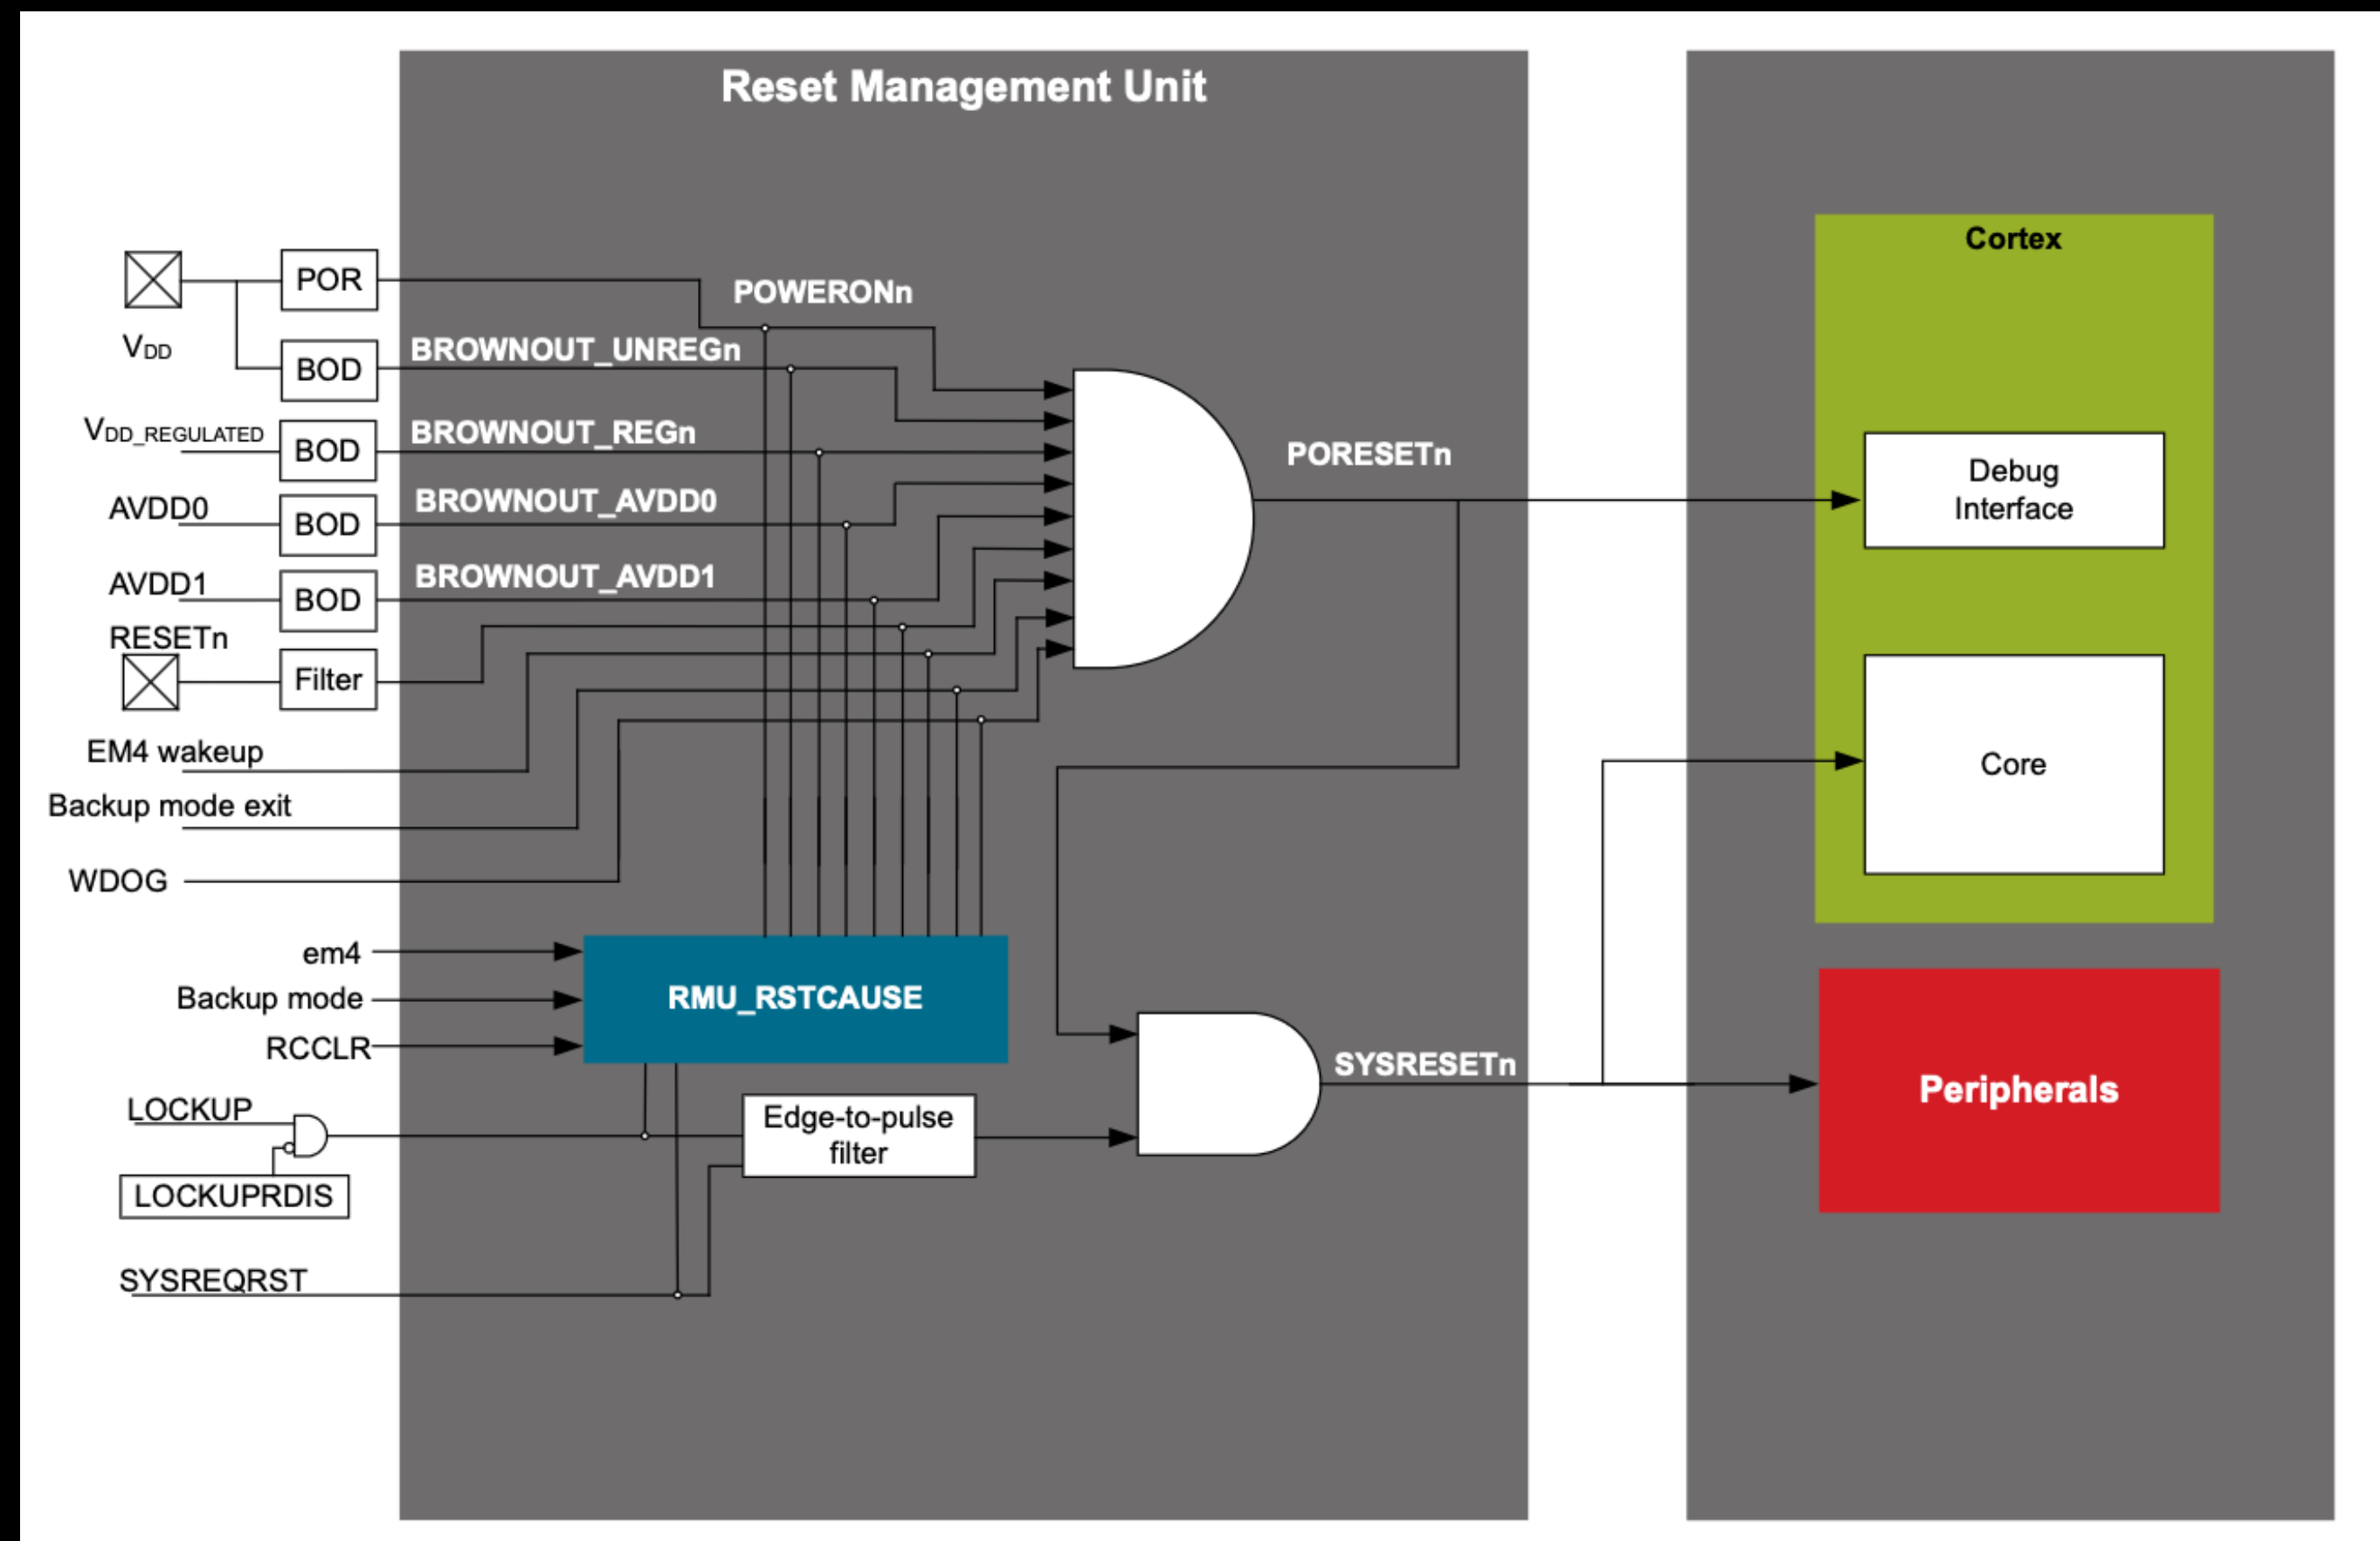 Reset Management Unit
Cortex
POR
POWERONn
VDD
BOD
BROWNOUT_UNREGn
VDD_REGULATED
BOD
BROWNOUT_REGn
PORESETn
Debug
Interface
AVDD0
BOD
BROWNOUT_AVDD0
AVDD1
BOD
BROWNOUT_AVDD1
RESETn
Filter
EM4 wakeup
Core
Backup mode exit
WDOG
em4
Backup mode
RMU_RSTCAUSE
RCCLR
SYSRESETn
Peripherals
LOCKUP
Edge-to-pulse
filter
LOCKUPRDIS
SYSREQRST